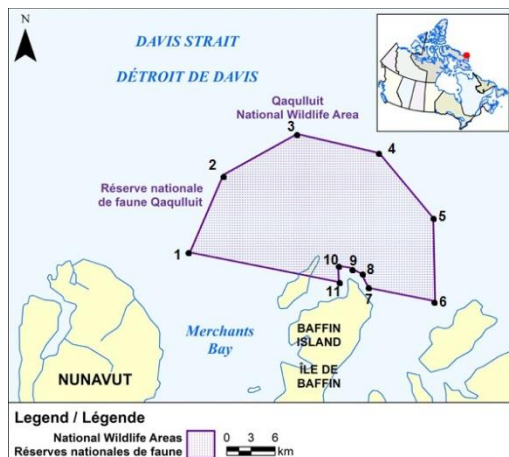 N
DAVIS STRAIT
DÉTROIT DE DAVIS
Qaqulluit
National Wildlife Area
3
4
2
Réserve nationale
de faune Qaqulluit
5
1
10
9
8
11
7
6
Merchants
Bay
BAFFIN
ISLAND
ÎLE DE
BAFFIN
NUNAVUT
Legend / Légende
National Wildlife Areas
Réserves nationales de faune
0 3 6
km